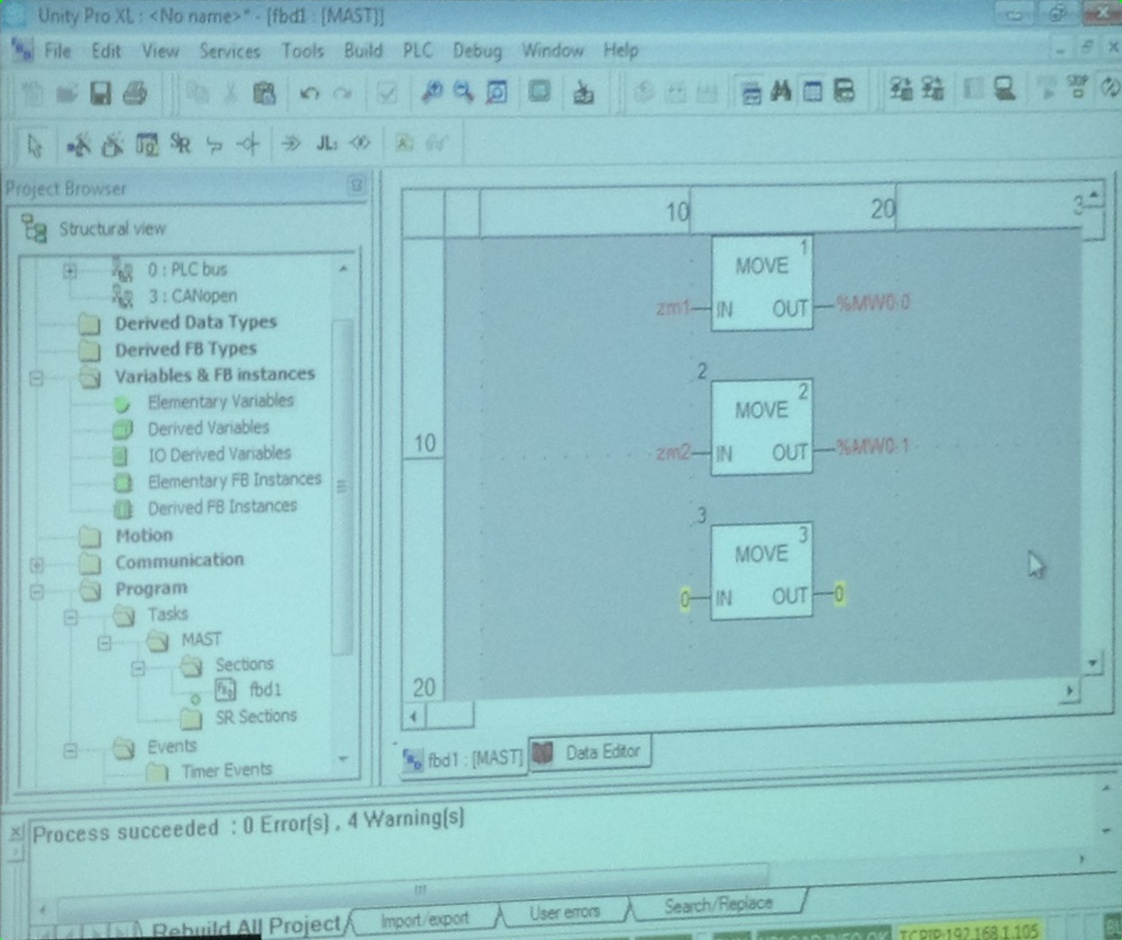 Unity Pro XL : <No name>* - [fbd1 : [MAST]]
File Edit View Services Tools Build PLC Debug Window Help
Project Browser
Structural view
0 : PLC bus
3 : CANopen
Derived Data Types
Derived FB Types
Variables & FB instances
Elementary Variables
Derived Variables
IO Derived Variables
Elementary FB Instances
Derived FB Instances
Motion
Communication
Program
Tasks
MAST
Sections
fbd1
SR Sections
Events
Timer Events
10 20 3
10
20
1
MOVE
zm1 IN OUT %MW0:0
2
2
MOVE
zm2 IN OUT %MW0:1
3
3
MOVE
0 IN OUT 0
fbd1 : [MAST] Data Editor
Process succeeded : 0 Error(s) , 4 Warning(s)
Rebuild All Project Import/export User errors Search/Replace
TCPIP:192.168.1.105